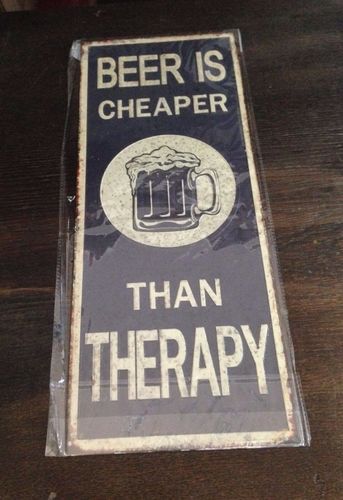 BEER IS
CHEAPER
THAN
THERAPY